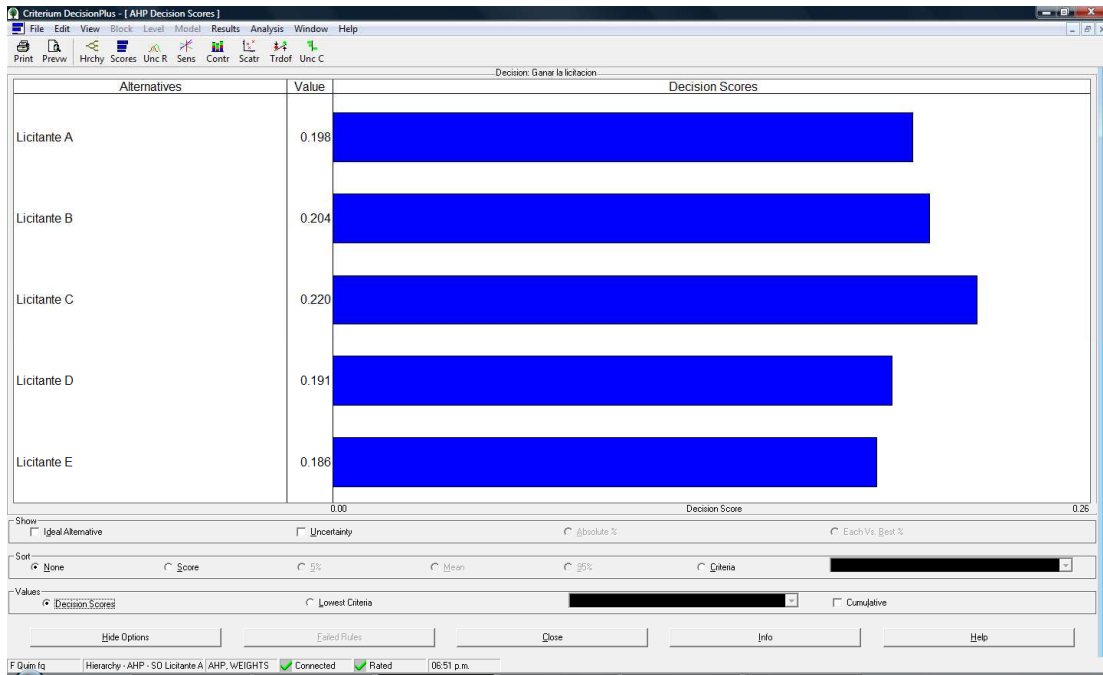 Criterium DecisionPlus - [ AHP Decision Scores ]
File Edit View Block Level Model Results Analysis Window Help
Print Prevw Hrchy Scores Unc R Sens Contr Scatr Trdof Unc C
Decision: Ganar la licitacion
Alternatives Value Decision Scores
Licitante A 0.198
Licitante B 0.204
Licitante C 0.220
Licitante D 0.191
Licitante E 0.186
0.00 Decision Score 0.26
Show
Ideal Alternative Uncertainty Absolute % Each Vs. Best %
Sort
None Score 5% Mean 95% Criteria
Values
Decision Scores Lowest Criteria Cumulative
Hide Options Failed Rules Close Info Help
F Quim fq Hierarchy - AHP - SO Licitante A AHP, WEIGHTS Connected Rated 06:51 p.m.